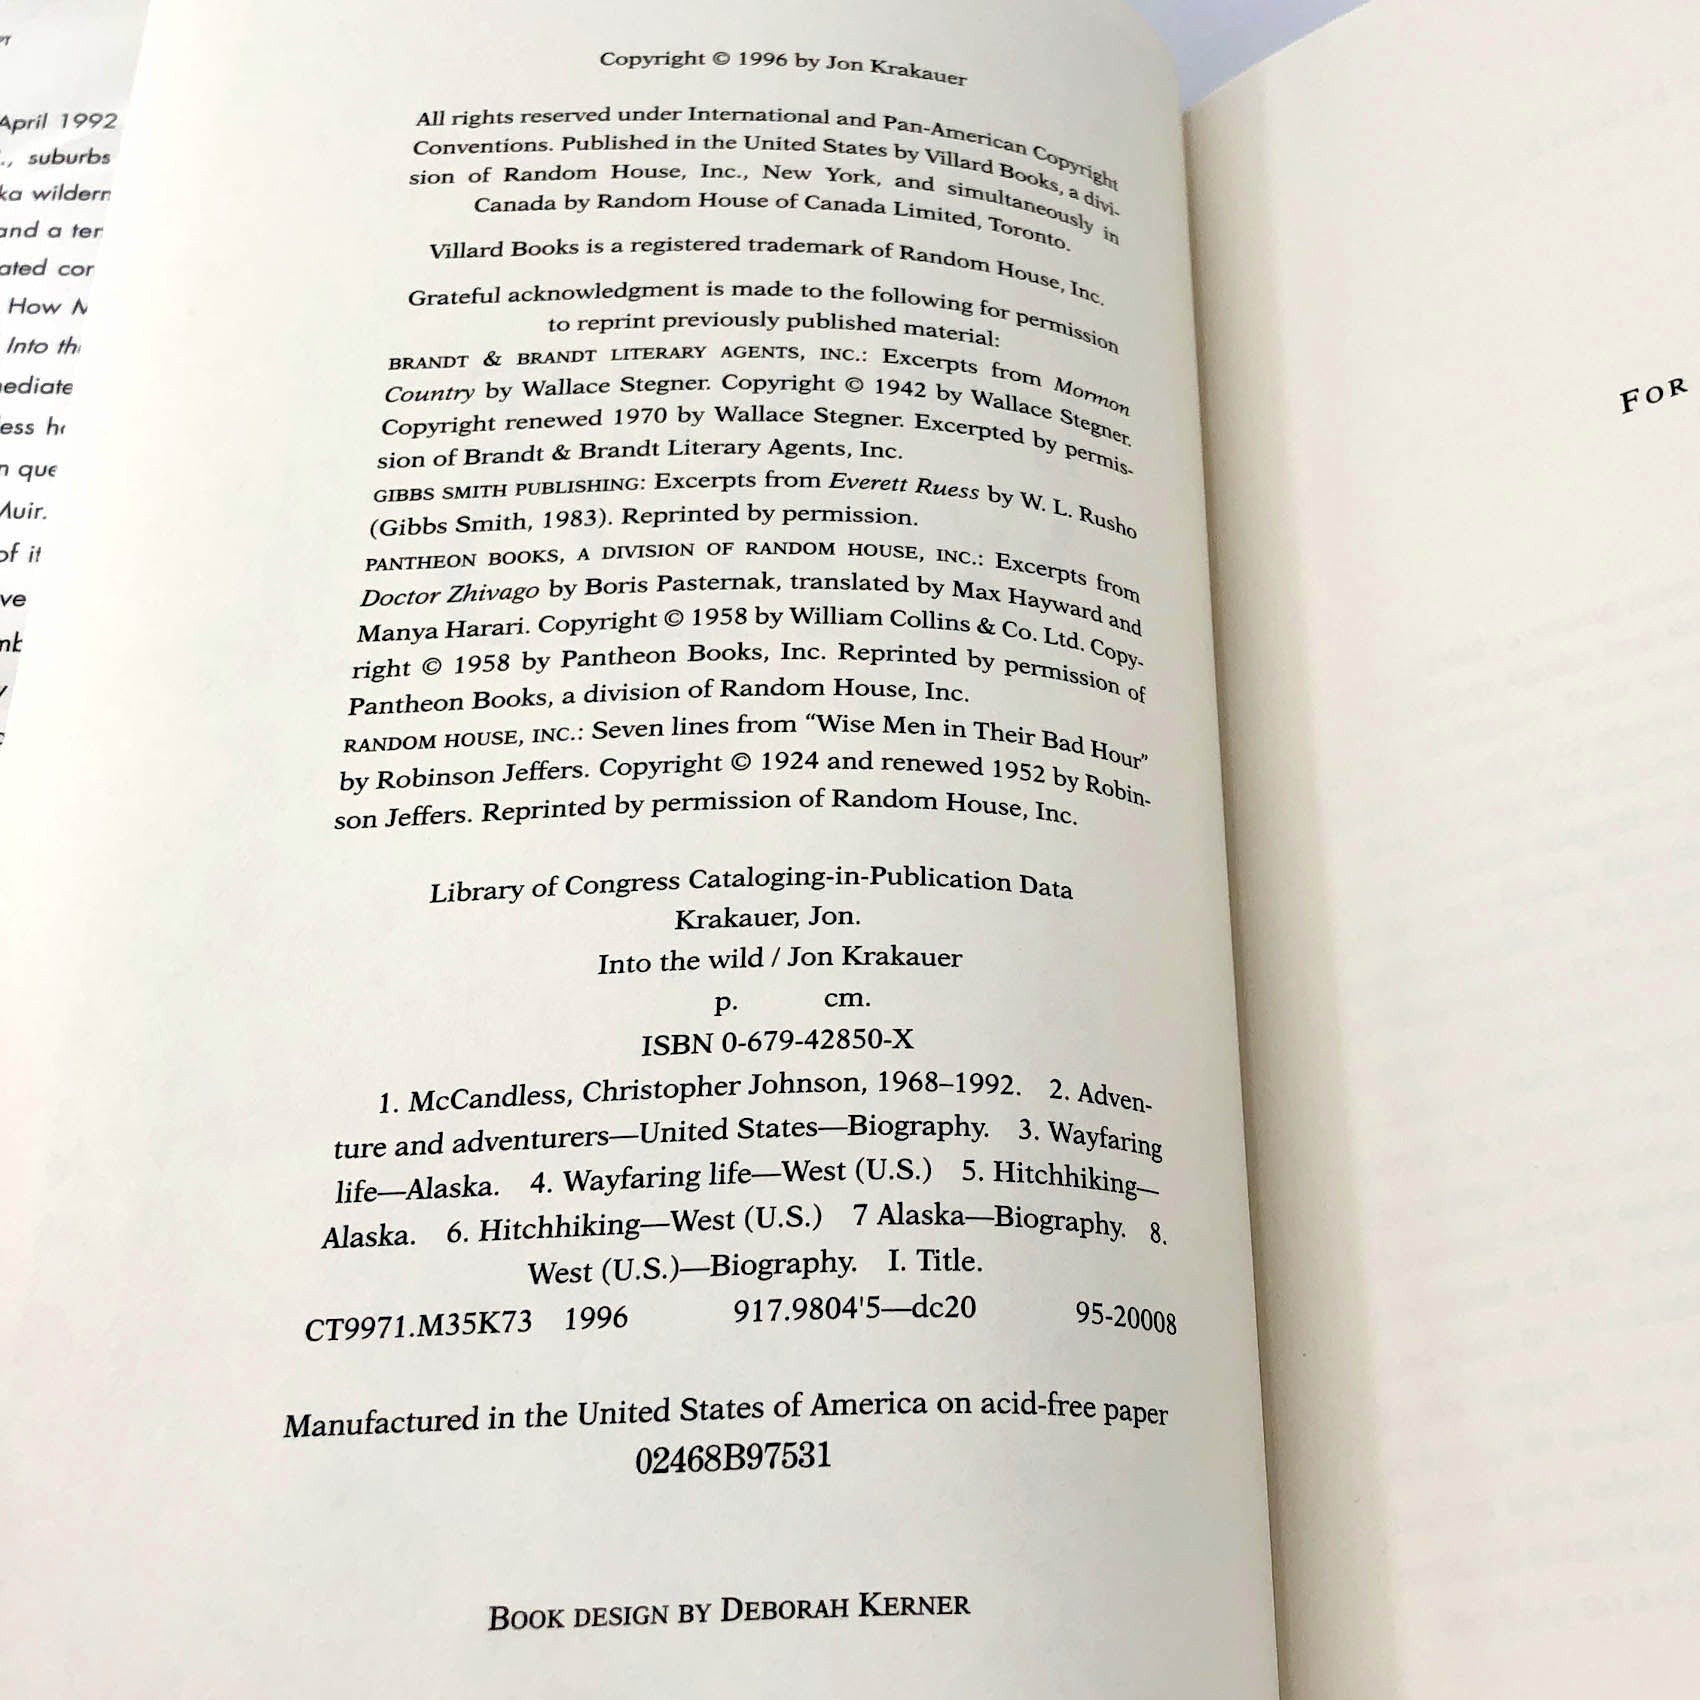 PT
April 1992
suburbs
and a
ated
How
Into
ediate
ess
n
Muir.
of
ve
Copyright © 1996 by Jon Krakauer
All rights reserved under International and Pan-American Copyright
Conventions. Published in the United States by Villard Books, a divi-
sion of Random House, Inc., New York, and simultaneously in
Canada by Random House of Canada Limited, Toronto.
Villard Books is a registered trademark of Random House, Inc.
Grateful acknowledgment is made to the following for permission
to reprint previously published material:
BRANDT & BRANDT LITERARY AGENTS, INC.: Excerpts from Mormon
Country by Wallace Stegner. Copyright © 1942 by Wallace Stegner.
Copyright renewed 1970 by Wallace Stegner. Excerpted by permis-
sion of Brandt & Brandt Literary Agents, Inc.
GIBBS SMITH PUBLISHING: Excerpts from Everett Ruess by W. L. Rusho
(Gibbs Smith, 1983). Reprinted by permission.
PANTHEON BOOKS, A DIVISION OF RANDOM HOUSE, INC.: Excerpts from
Doctor Zhivago by Boris Pasternak, translated by Max Hayward and
Manya Harari. Copyright © 1958 by William Collins & Co. Ltd. Copy-
right © 1958 by Pantheon Books, Inc. Reprinted by permission of
Pantheon Books, a division of Random House, Inc.
RANDOM HOUSE, INC.: Seven lines from “Wise Men in Their Bad Hour”
by Robinson Jeffers. Copyright © 1924 and renewed 1952 by Robin-
son Jeffers. Reprinted by permission of Random House, Inc.
Library of Congress Cataloging-in-Publication Data
Krakauer, Jon.
Into the wild / Jon Krakauer
p. cm.
ISBN 0-679-42850-X
1. McCandless, Christopher Johnson, 1968–1992. 2. Adven-
ture and adventurers—United States—Biography. 3. Wayfaring
life—Alaska. 4. Wayfaring life—West (U.S.) 5. Hitchhiking—
Alaska. 6. Hitchhiking—West (U.S.) 7 Alaska—Biography. 8.
West (U.S.)—Biography. I. Title.
CT9971.M35K73 1996 917.9804'5—dc20 95-20008
Manufactured in the United States of America on acid-free paper
02468B97531
BOOK DESIGN BY DEBORAH KERNER
FOR